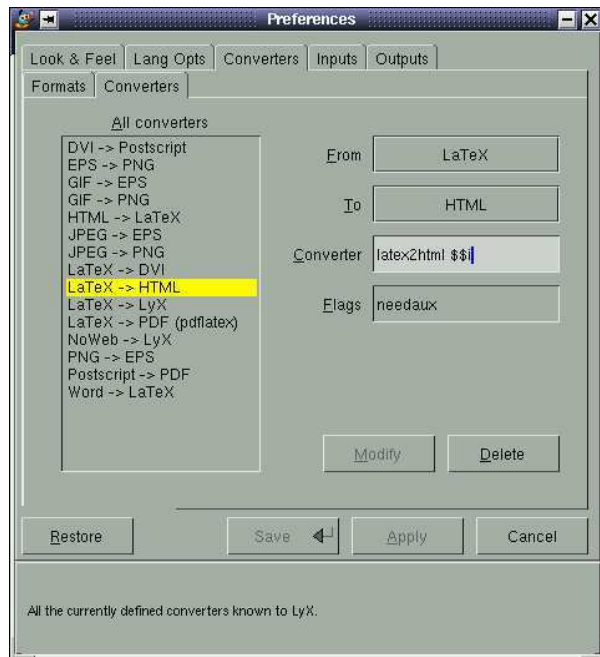 Preferences
Look & Feel Lang Opts Converters Inputs Outputs
Formats Converters
All converters
DVI -> Postscript
EPS -> PNG
GIF -> EPS
GIF -> PNG
HTML -> LaTeX
JPEG -> EPS
JPEG -> PNG
LaTeX -> DVI
LaTeX -> HTML
LaTeX -> LyX
LaTeX -> PDF (pdflatex)
NoWeb -> LyX
PNG -> EPS
Postscript -> PDF
Word -> LaTeX
From LaTeX
To HTML
Converter latex2html $$i
Flags needaux
Modify Delete
Restore Save Apply Cancel
All the currently defined converters known to LyX.